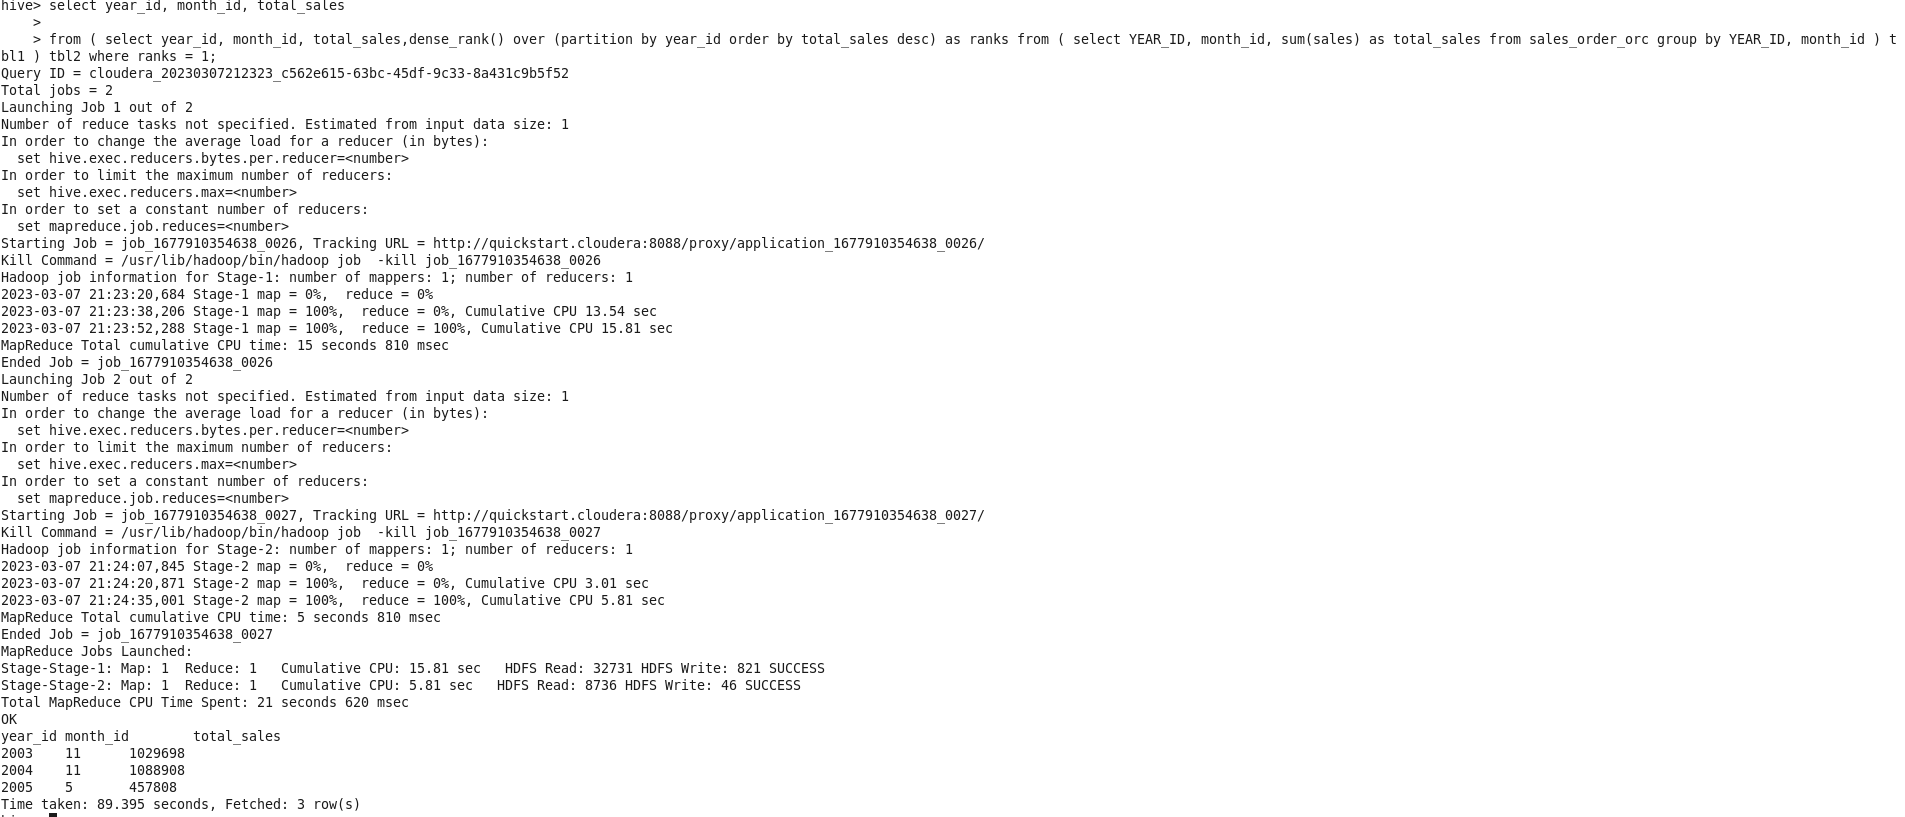 hive> select year_id, month_id, total_sales
    >
    > from ( select year_id, month_id, total_sales,dense_rank() over (partition by year_id order by total_sales desc) as ranks from ( select YEAR_ID, month_id, sum(sales) as total_sales from sales_order_orc group by YEAR_ID, month_id ) t
bl1 ) tbl2 where ranks = 1;
Query ID = cloudera_20230307212323_c562e615-63bc-45df-9c33-8a431c9b5f52
Total jobs = 2
Launching Job 1 out of 2
Number of reduce tasks not specified. Estimated from input data size: 1
In order to change the average load for a reducer (in bytes):
  set hive.exec.reducers.bytes.per.reducer=<number>
In order to limit the maximum number of reducers:
  set hive.exec.reducers.max=<number>
In order to set a constant number of reducers:
  set mapreduce.job.reduces=<number>
Starting Job = job_1677910354638_0026, Tracking URL = http://quickstart.cloudera:8088/proxy/application_1677910354638_0026/
Kill Command = /usr/lib/hadoop/bin/hadoop job  -kill job_1677910354638_0026
Hadoop job information for Stage-1: number of mappers: 1; number of reducers: 1
2023-03-07 21:23:20,684 Stage-1 map = 0%,  reduce = 0%
2023-03-07 21:23:38,206 Stage-1 map = 100%,  reduce = 0%, Cumulative CPU 13.54 sec
2023-03-07 21:23:52,288 Stage-1 map = 100%,  reduce = 100%, Cumulative CPU 15.81 sec
MapReduce Total cumulative CPU time: 15 seconds 810 msec
Ended Job = job_1677910354638_0026
Launching Job 2 out of 2
Number of reduce tasks not specified. Estimated from input data size: 1
In order to change the average load for a reducer (in bytes):
  set hive.exec.reducers.bytes.per.reducer=<number>
In order to limit the maximum number of reducers:
  set hive.exec.reducers.max=<number>
In order to set a constant number of reducers:
  set mapreduce.job.reduces=<number>
Starting Job = job_1677910354638_0027, Tracking URL = http://quickstart.cloudera:8088/proxy/application_1677910354638_0027/
Kill Command = /usr/lib/hadoop/bin/hadoop job  -kill job_1677910354638_0027
Hadoop job information for Stage-2: number of mappers: 1; number of reducers: 1
2023-03-07 21:24:07,845 Stage-2 map = 0%,  reduce = 0%
2023-03-07 21:24:20,871 Stage-2 map = 100%,  reduce = 0%, Cumulative CPU 3.01 sec
2023-03-07 21:24:35,001 Stage-2 map = 100%,  reduce = 100%, Cumulative CPU 5.81 sec
MapReduce Total cumulative CPU time: 5 seconds 810 msec
Ended Job = job_1677910354638_0027
MapReduce Jobs Launched:
Stage-Stage-1: Map: 1  Reduce: 1   Cumulative CPU: 15.81 sec   HDFS Read: 32731 HDFS Write: 821 SUCCESS
Stage-Stage-2: Map: 1  Reduce: 1   Cumulative CPU: 5.81 sec   HDFS Read: 8736 HDFS Write: 46 SUCCESS
Total MapReduce CPU Time Spent: 21 seconds 620 msec
OK
year_id month_id        total_sales
2003    11      1029698
2004    11      1088908
2005    5       457808
Time taken: 89.395 seconds, Fetched: 3 row(s)